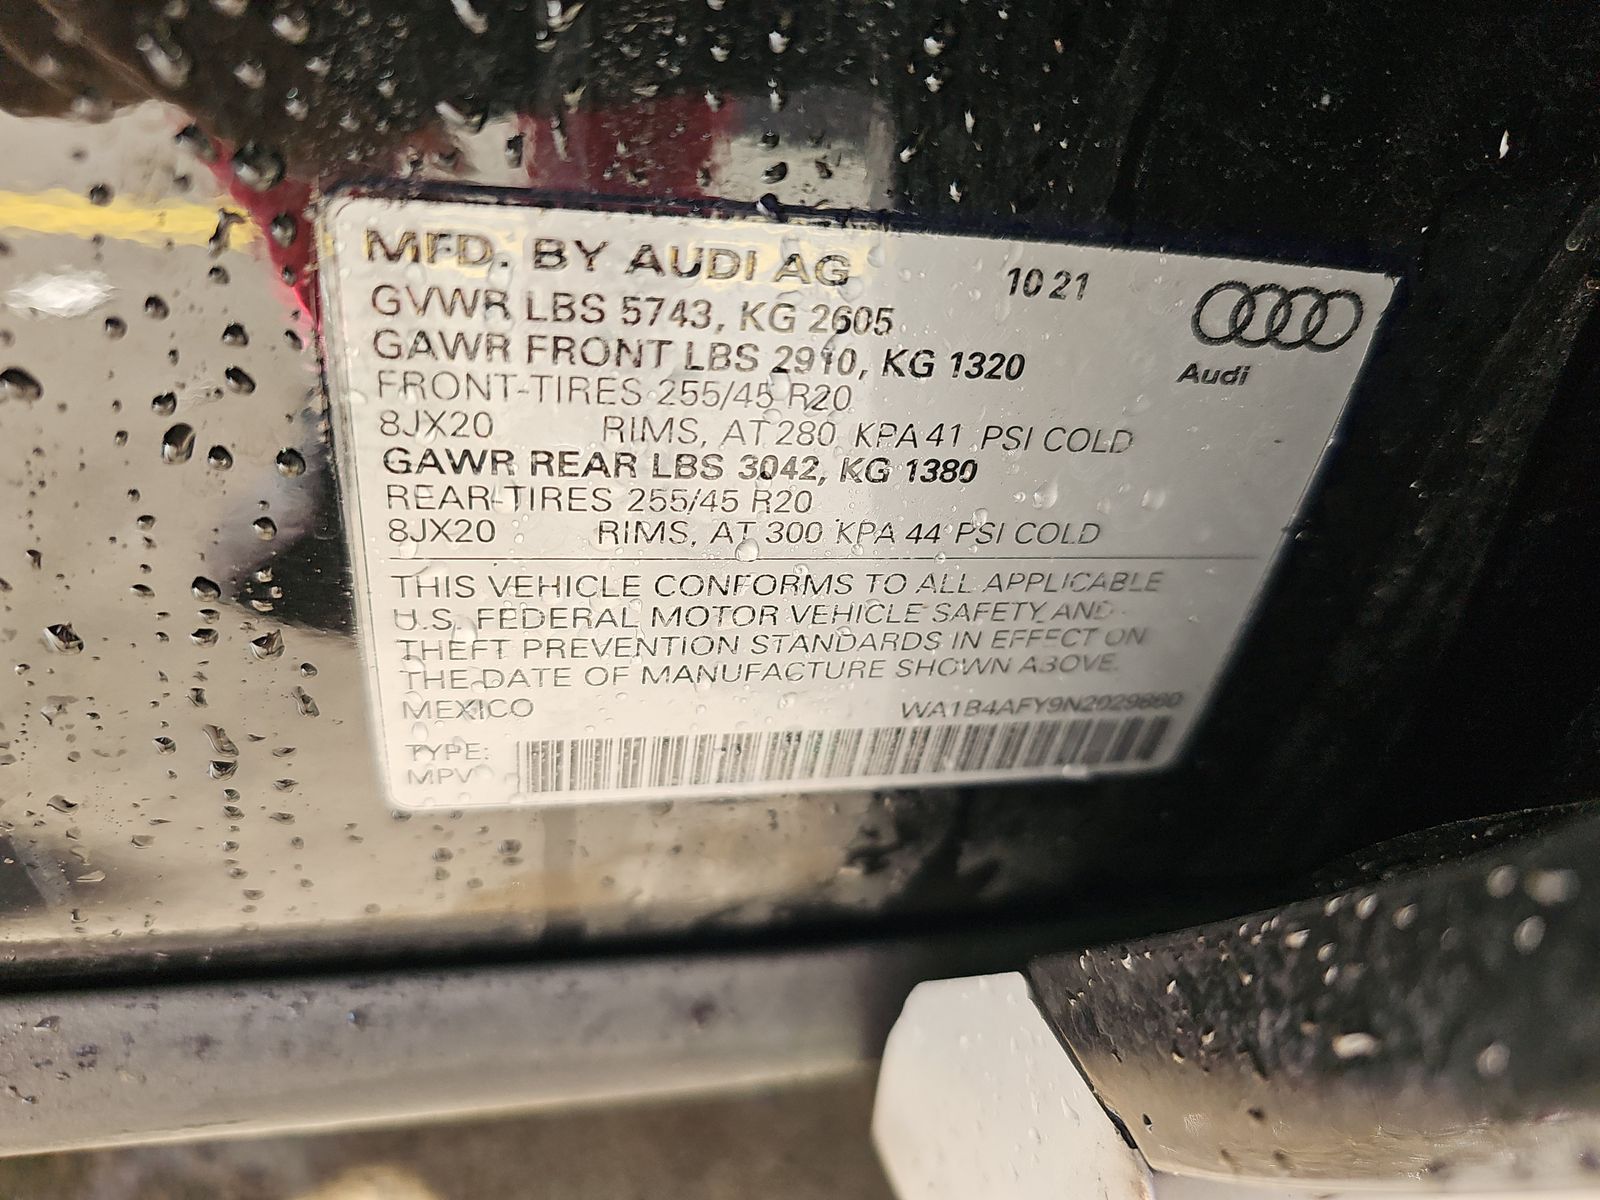 MFD. BY AUDI AG 10 21
GVWR LBS 5743, KG 2605
GAWR FRONT LBS 2910, KG 1320
Audi
FRONT-TIRES 255/45 R20
8JX20 RIMS, AT 280 KPA 41 PSI COLD
GAWR REAR LBS 3042, KG 1380
REAR-TIRES 255/45 R20
8JX20 RIMS, AT 300 KPA 44 PSI COLD
THIS VEHICLE CONFORMS TO ALL APPLICABLE
U.S. FEDERAL MOTOR VEHICLE SAFETY AND
THEFT PREVENTION STANDARDS IN EFFECT ON
THE DATE OF MANUFACTURE SHOWN ABOVE.
MEXICO WA1B4AFY9N2029860
TYPE:
MPV